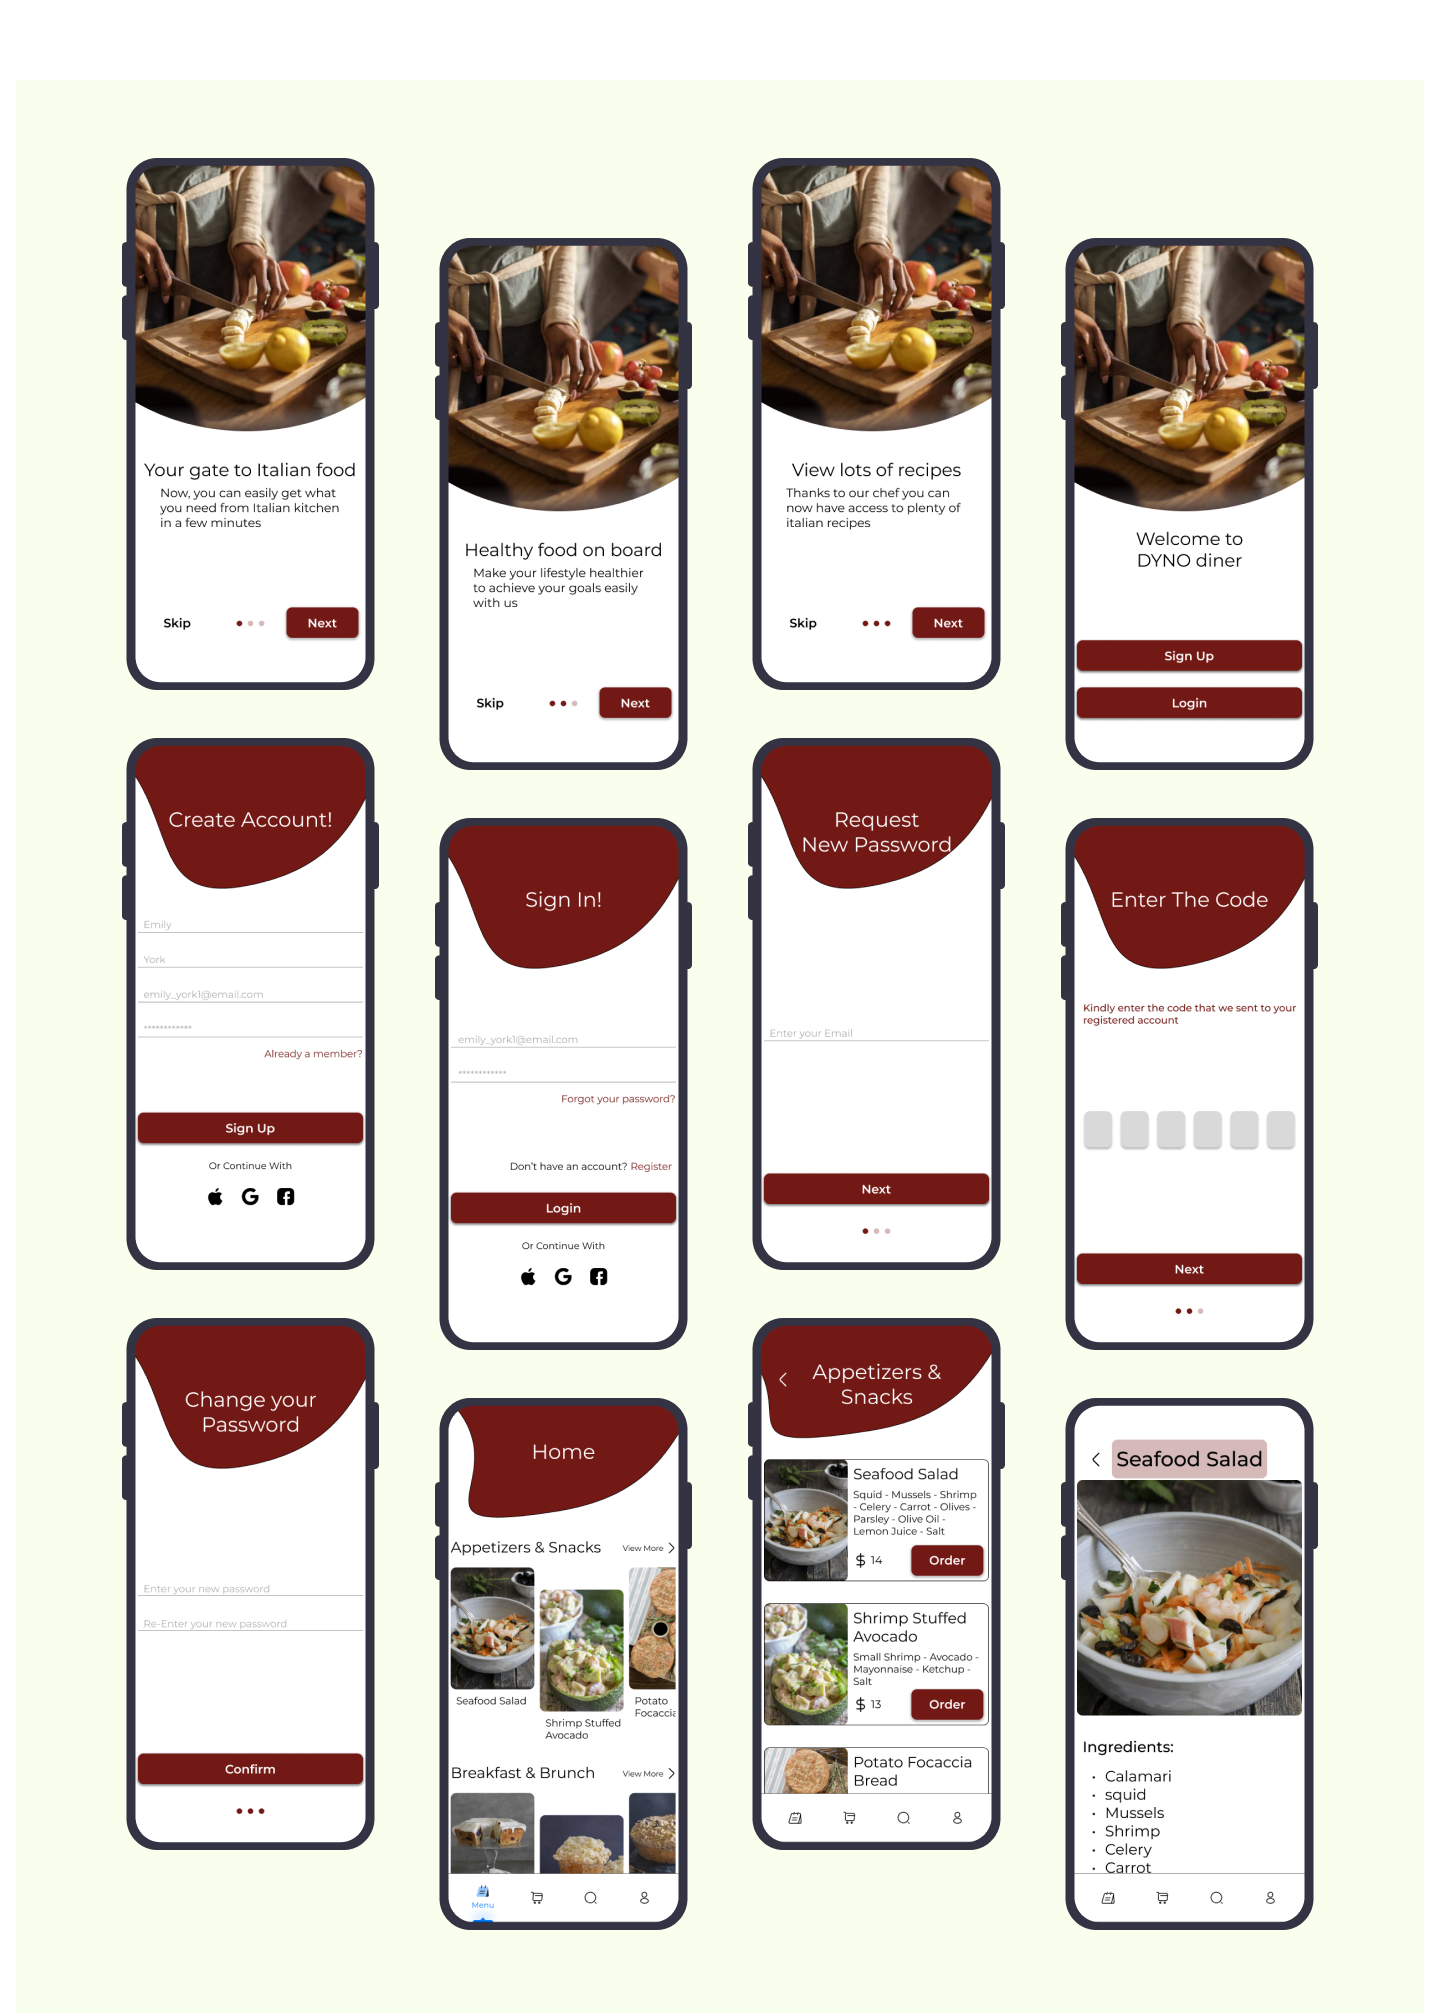 Your gate to Italian food
Now, you can easily get what
you need from Italian kitchen
in a few minutes
Skip
Next
Healthy food on board
Make your lifestyle healthier
to achieve your goals easily
with us
Skip
Next
View lots of recipes
Thanks to our chef you can
now have access to plenty of
italian recipes
Skip
Next
Welcome to
DYNO diner
Sign Up
Login
Create Account!
Emily
York
emily_york1@email.com
************
Already a member?
Sign Up
Or Continue With
Sign In!
emily_york1@email.com
************
Forgot your password?
Don't have an account? Register
Login
Or Continue With
Request
New Password
Enter your Email
Next
Enter The Code
Kindly enter the code that we sent to your
registered account
Next
Change your
Password
Enter your new password
Re-Enter your new password
Confirm
Home
Appetizers & Snacks
View More
Seafood Salad
Shrimp Stuffed
Avocado
Potato
Focaccia
Breakfast & Brunch
View More
Menu
Appetizers &
Snacks
Seafood Salad
Squid - Mussels - Shrimp
- Celery - Carrot - Olives -
Parsley - Olive Oil -
Lemon Juice - Salt
$ 14
Order
Shrimp Stuffed
Avocado
Small Shrimp - Avocado -
Mayonnaise - Ketchup -
Salt
$ 13
Order
Potato Focaccia
Bread
Seafood Salad
Ingredients:
• Calamari
• squid
• Mussels
• Shrimp
• Celery
• Carrot